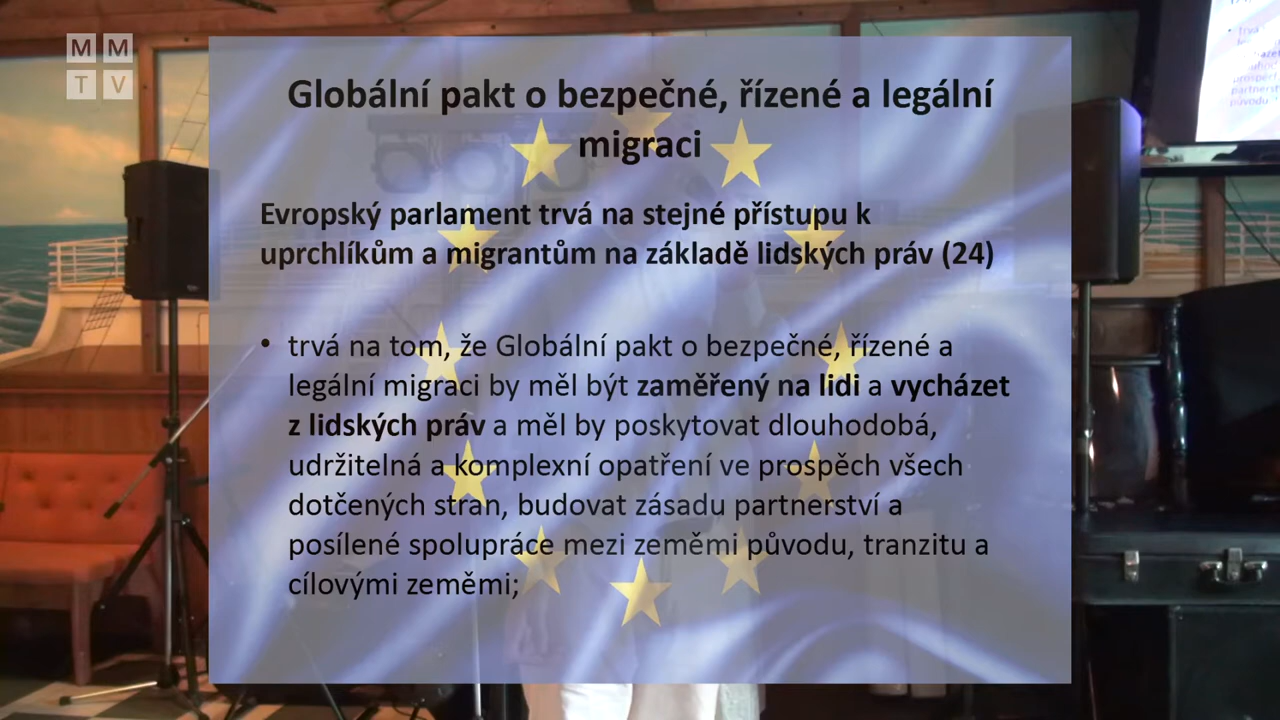 M M
T V
Globální pakt o bezpečné, řízené a legální
migraci
Evropský parlament trvá na stejné přístupu k
uprchlíkům a migrantům na základě lidských práv (24)
• trvá na tom, že Globální pakt o bezpečné, řízené a
legální migraci by měl být zaměřený na lidi a vycházet
z lidských práv a měl by poskytovat dlouhodobá,
udržitelná a komplexní opatření ve prospěch všech
dotčených stran, budovat zásadu partnerství a
posílené spolupráce mezi zeměmi původu, tranzitu a
cílovými zeměmi;